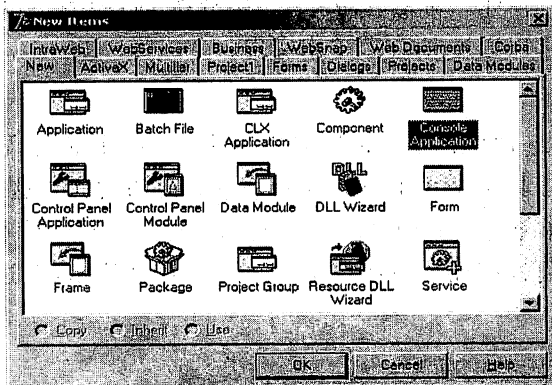 New Items
IntraWeb WebServices Business WebSnap Web Documents Corba
New ActiveX Multitier Project1 Forms Dialogs Projects Data Modules
Application Batch File CLX Application Component Console Application
Control Panel Application Control Panel Module Data Module DLL Wizard Form
Frame Package Project Group Resource DLL Wizard Service
Copy Inherit Use
OK Cancel Help